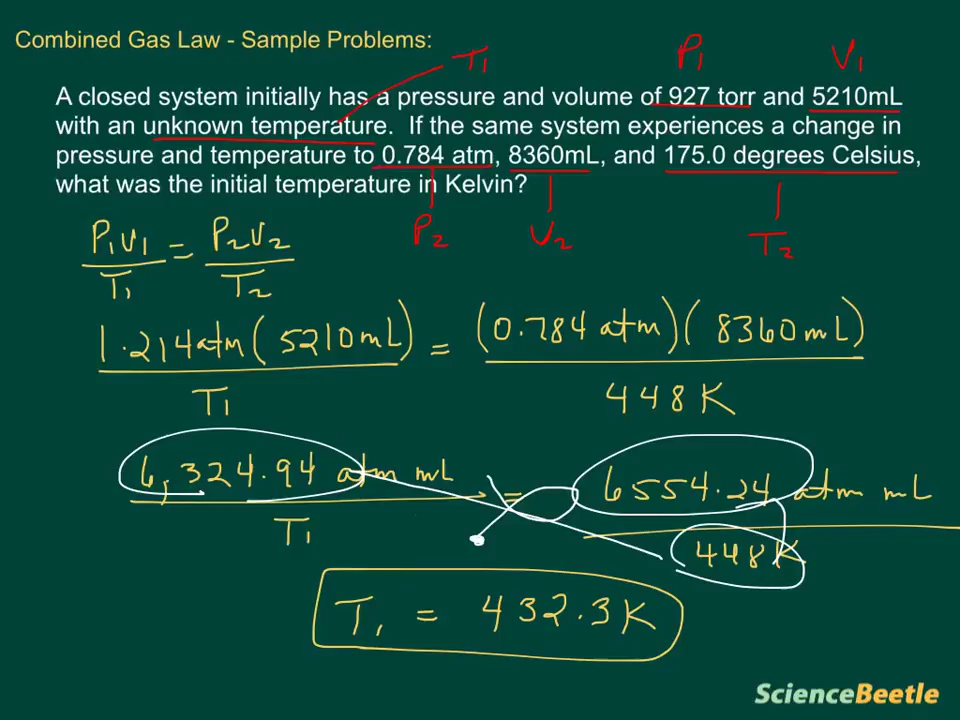 Combined Gas Law - Sample Problems:
T1 P1 V1
A closed system initially has a pressure and volume of 927 torr and 5210mL
with an unknown temperature. If the same system experiences a change in
pressure and temperature to 0.784 atm, 8360mL, and 175.0 degrees Celsius,
what was the initial temperature in Kelvin?
P2 V2 T2
P1V1 = P2V2
T1 T2
1.214atm (5210mL) = (0.784 atm)(8360mL)
T1 448K
6,324.94 atm mL = 6554.24 atm mL
T1 448K
T1 = 432.3K
ScienceBeetle